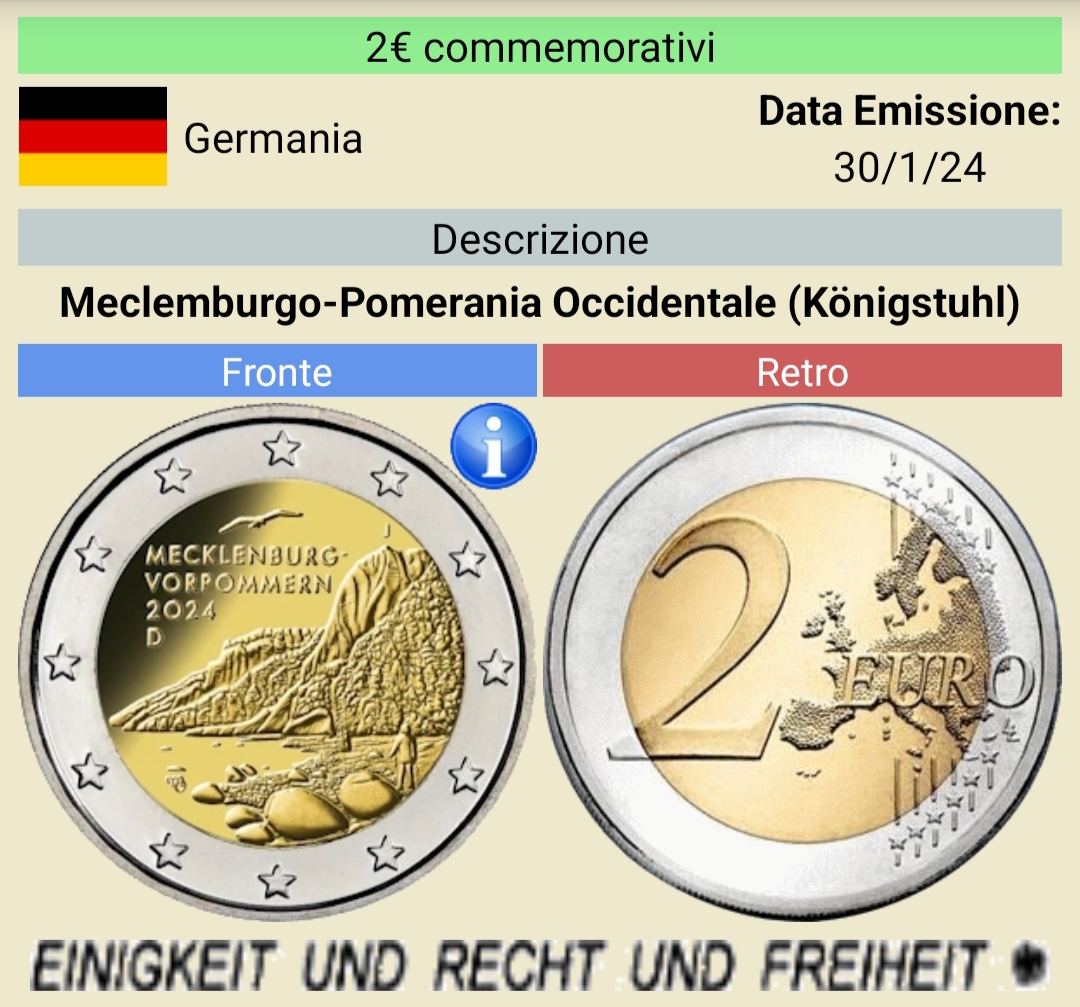 2€ commemorativi
Germania
Data Emissione:
30/1/24
Descrizione
Meclemburgo-Pomerania Occidentale (Königstuhl)
Fronte
Retro
i
MECKLENBURG-
VORPOMMERN
2024
D
J
2
EURO
EINIGKEIT UND RECHT UND FREIHEIT